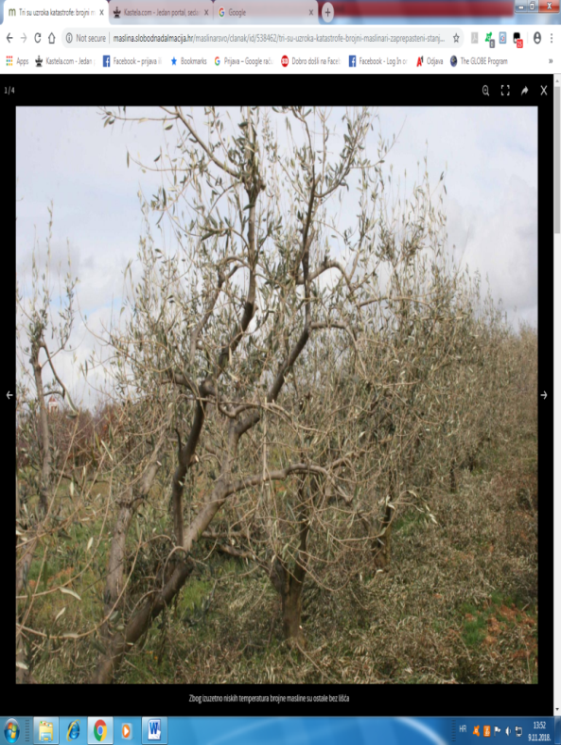 Tri su uzroka katastrofe: brojni m
Kastela.com - Jedan portal, sedam
Google
Not secure | maslina.slobodnadalmacija.hr/maslinarstvo/clanak/id/538462/tri-su-uzroka-katastrofe-brojni-maslinari-zaprepasteni-stanj...
Apps
Kastela.com - Jedan
Facebook – prijava il
Bookmarks
Prijava – Google rač
Dobro došli na Face
Facebook - Log In o
Odjava
The GLOBE Program
1/4
Zbog izuzetno niskih temperatura brojne masline su ostale bez lišća
HR
13:52
9.11.2018.